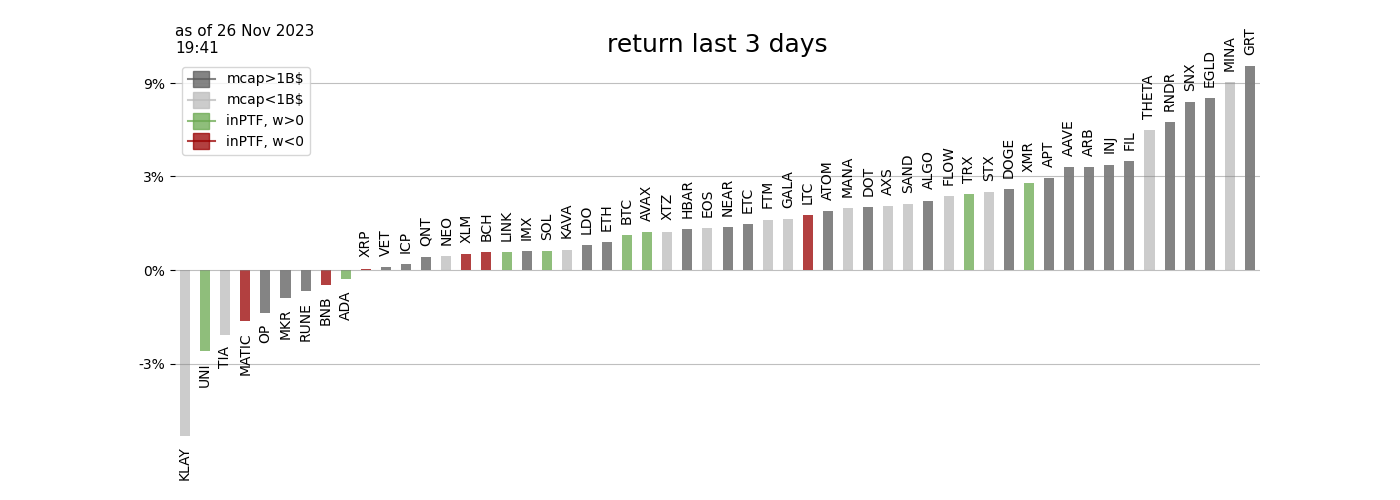 as of 26 Nov 2023
19:41
return last 3 days
mcap>1B$
mcap<1B$
inPTF, w>0
inPTF, w<0
9%
3%
0%
-3%
KLAY
UNI
TIA
MATIC
OP
MKR
RUNE
BNB
ADA
XRP
VET
ICP
QNT
NEO
XLM
BCH
LINK
IMX
SOL
KAVA
LDO
ETH
BTC
AVAX
XTZ
HBAR
EOS
NEAR
ETC
FTM
GALA
LTC
ATOM
MANA
DOT
AXS
SAND
ALGO
FLOW
TRX
STX
DOGE
XMR
APT
AAVE
ARB
INJ
FIL
THETA
RNDR
SNX
EGLD
MINA
GRT